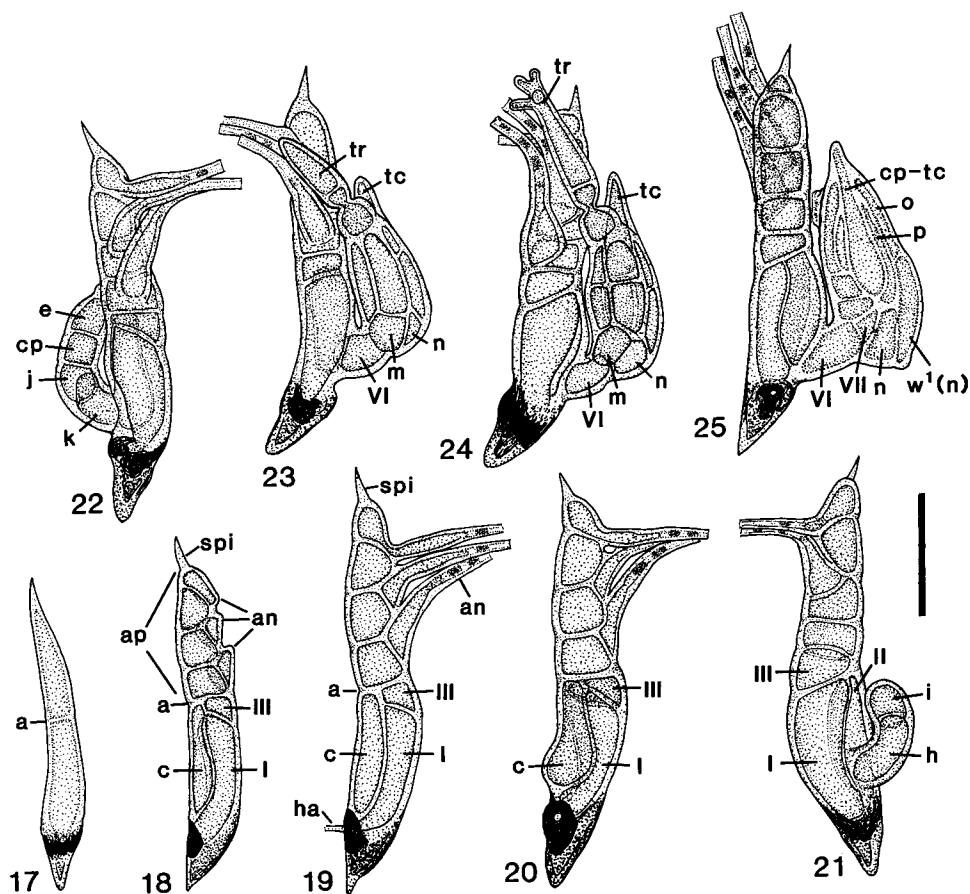 e
cp
j
k
22
tr
tc
n
m
VI
23
tr
tc
n
m
VI
24
cp-tc
o
p
w¹(n)
n
VII
VI
25
a
17
spi
an
ap
a
III
c
I
18
spi
an
a
III
c
I
ha
19
III
c
I
20
II
III
i
I
h
21